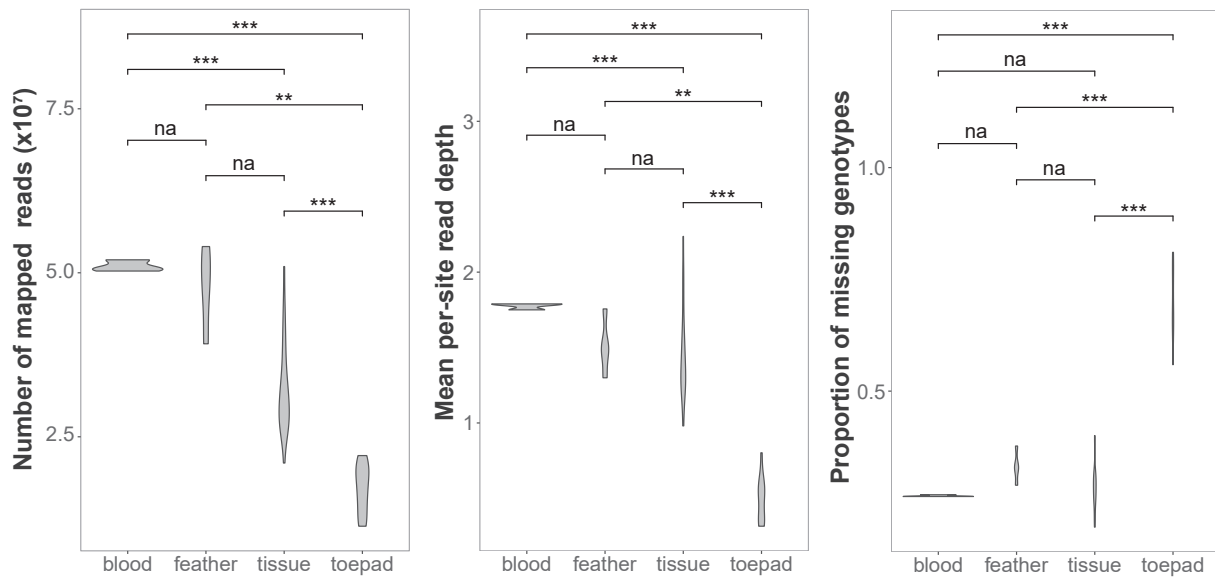 Number of mapped reads (x10⁷)
7.5
5.0
2.5
***
***
**
na
na
***
blood feather tissue toepad
Mean per-site read depth
3
2
1
***
***
**
na
na
***
blood feather tissue toepad
Proportion of missing genotypes
1.0
0.5
***
na
***
na
na
***
blood feather tissue toepad